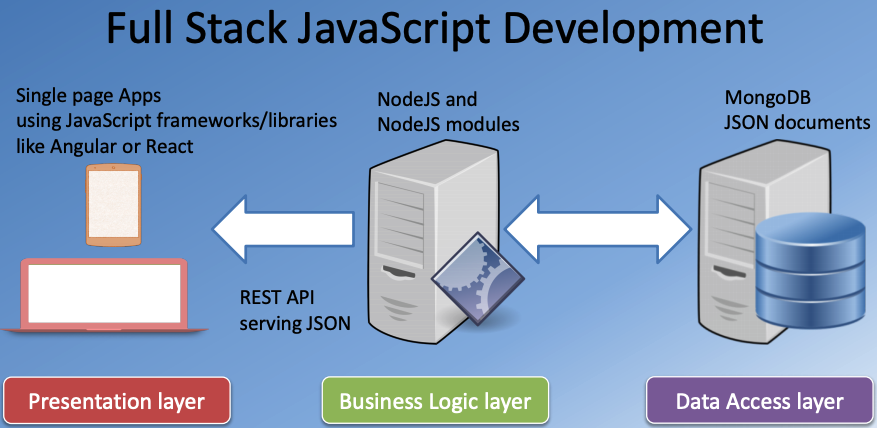 Full Stack JavaScript Development
Single page Apps
using JavaScript frameworks/libraries
like Angular or React
NodeJS and
NodeJS modules
MongoDB
JSON documents
REST API
serving JSON
Presentation layer
Business Logic layer
Data Access layer